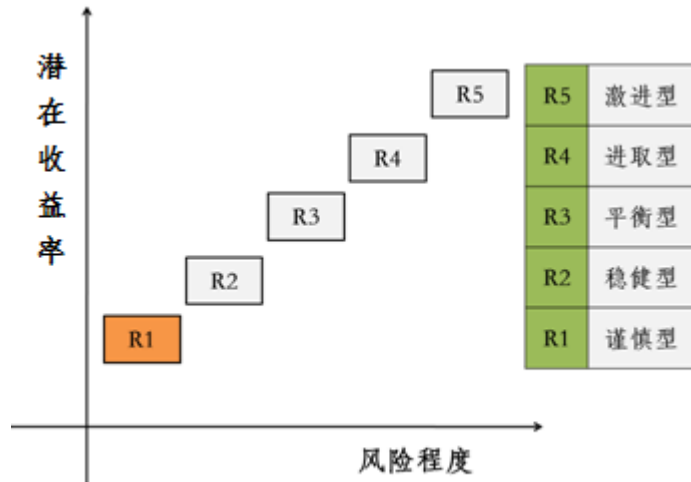 潜在收益率
R5
R4
R3
R2
R1
风险程度
R5 激进型
R4 进取型
R3 平衡型
R2 稳健型
R1 谨慎型